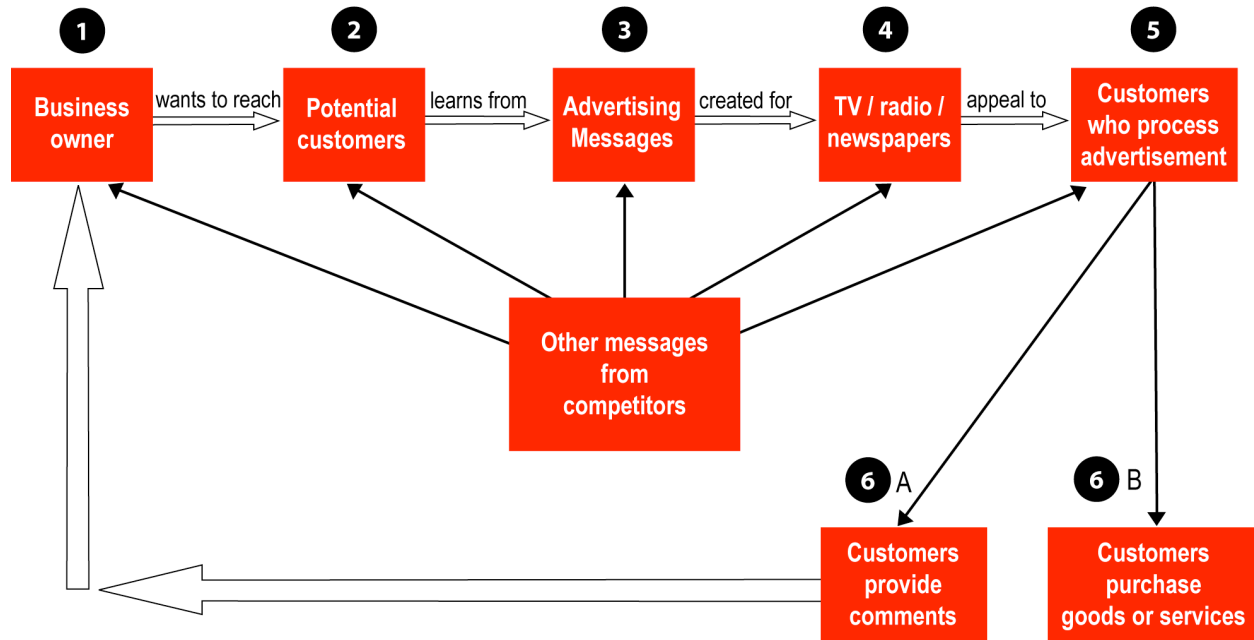 1
2
3
4
5
Business
owner
wants to reach
Potential
customers
learns from
Advertising
Messages
created for
TV / radio /
newspapers
appeal to
Customers
who process
advertisement
Other messages
from
competitors
6 A
6 B
Customers
provide
comments
Customers
purchase
goods or services